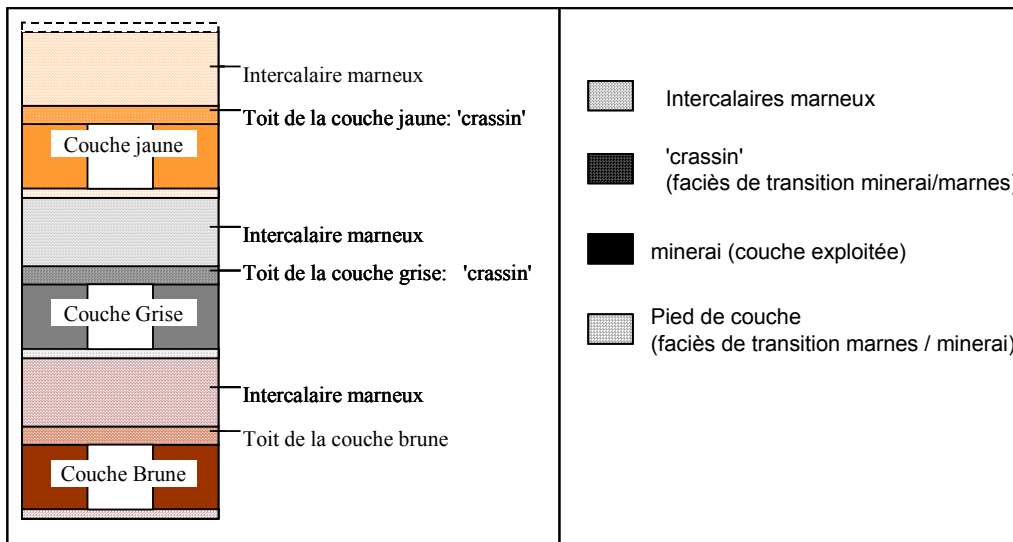 Intercalaire marneux
Toit de la couche jaune: 'crassin'
Couche jaune
Intercalaire marneux
Toit de la couche grise: 'crassin'
Couche Grise
Intercalaire marneux
Toit de la couche brune
Couche Brune
Intercalaires marneux
'crassin'
(faciès de transition minerai/marnes)
minerai (couche exploitée)
Pied de couche
(faciès de transition marnes / minerai)